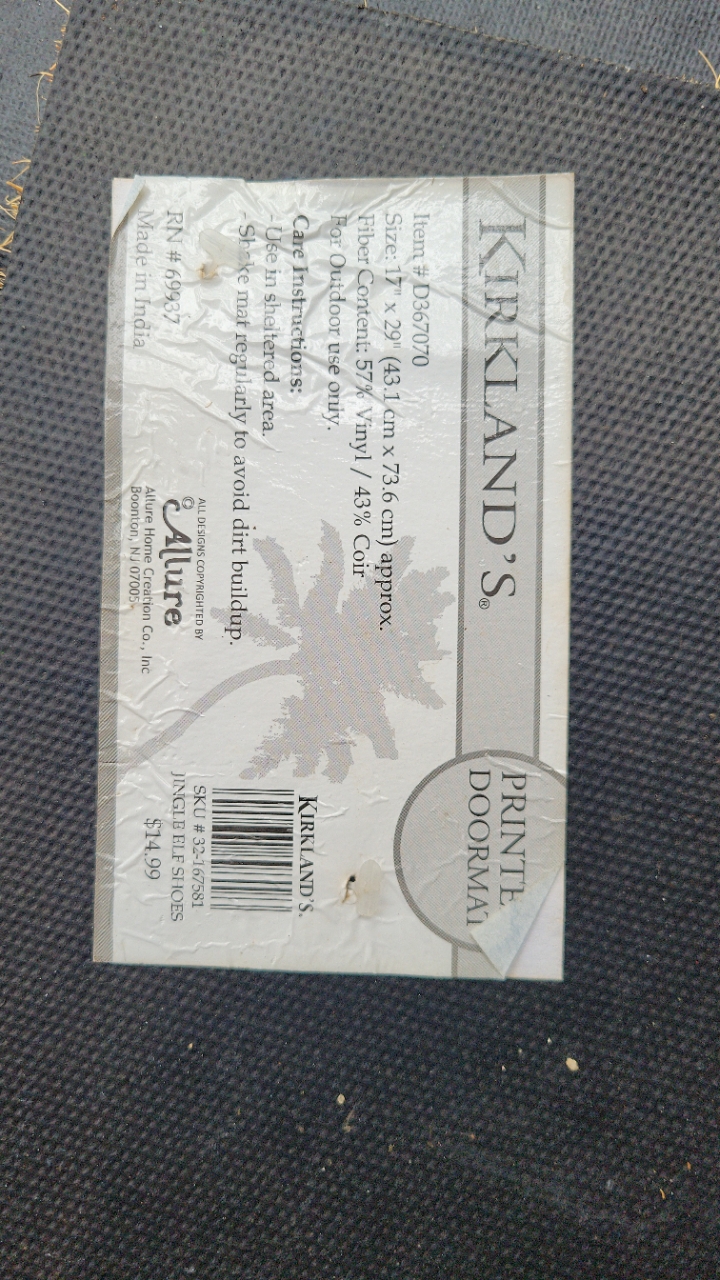 KIRKLAND'S®
PRINTE
DOORMAT
Item # D367070
Size: 17" x 29" (43.1 cm x 73.6 cm) approx.
Fiber Content: 57% Vinyl / 43% Coir
For Outdoor use only.
Care Instructions:
- Use in sheltered area.
- Shake mat regularly to avoid dirt buildup.
RN # 69937
Made in India
ALL DESIGNS COPYRIGHTED BY
© Allure
Allure Home Creation Co., Inc
Boonton, NJ 07005
KIRKLAND'S.
SKU # 32-167581
JINGLE ELF SHOES
$14.99